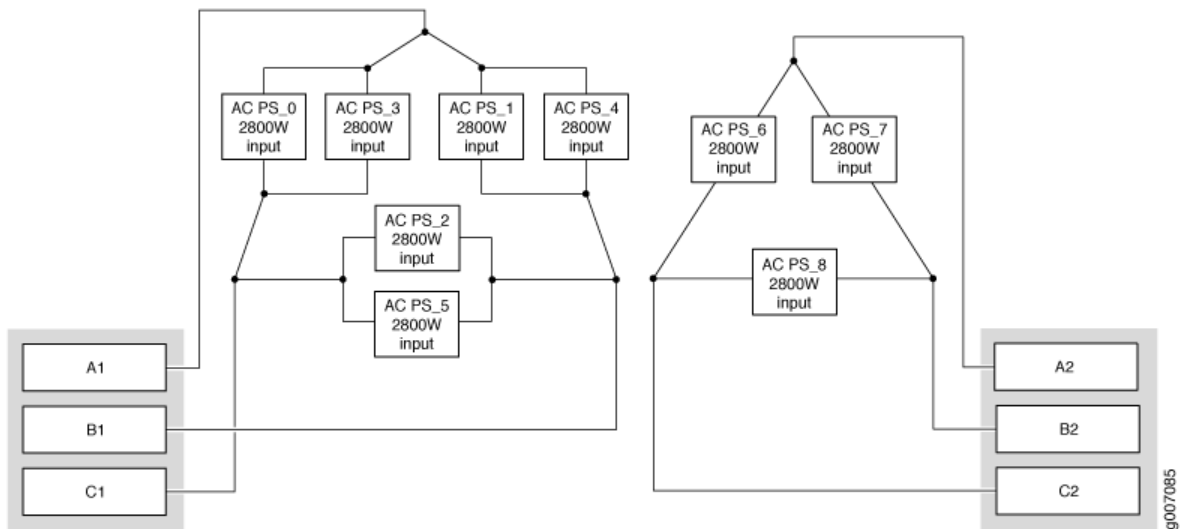 AC PS_0
2800W
input
AC PS_3
2800W
input
AC PS_1
2800W
input
AC PS_4
2800W
input
AC PS_6
2800W
input
AC PS_7
2800W
input
AC PS_2
2800W
input
AC PS_5
2800W
input
AC PS_8
2800W
input
A1
B1
C1
A2
B2
C2
g007085